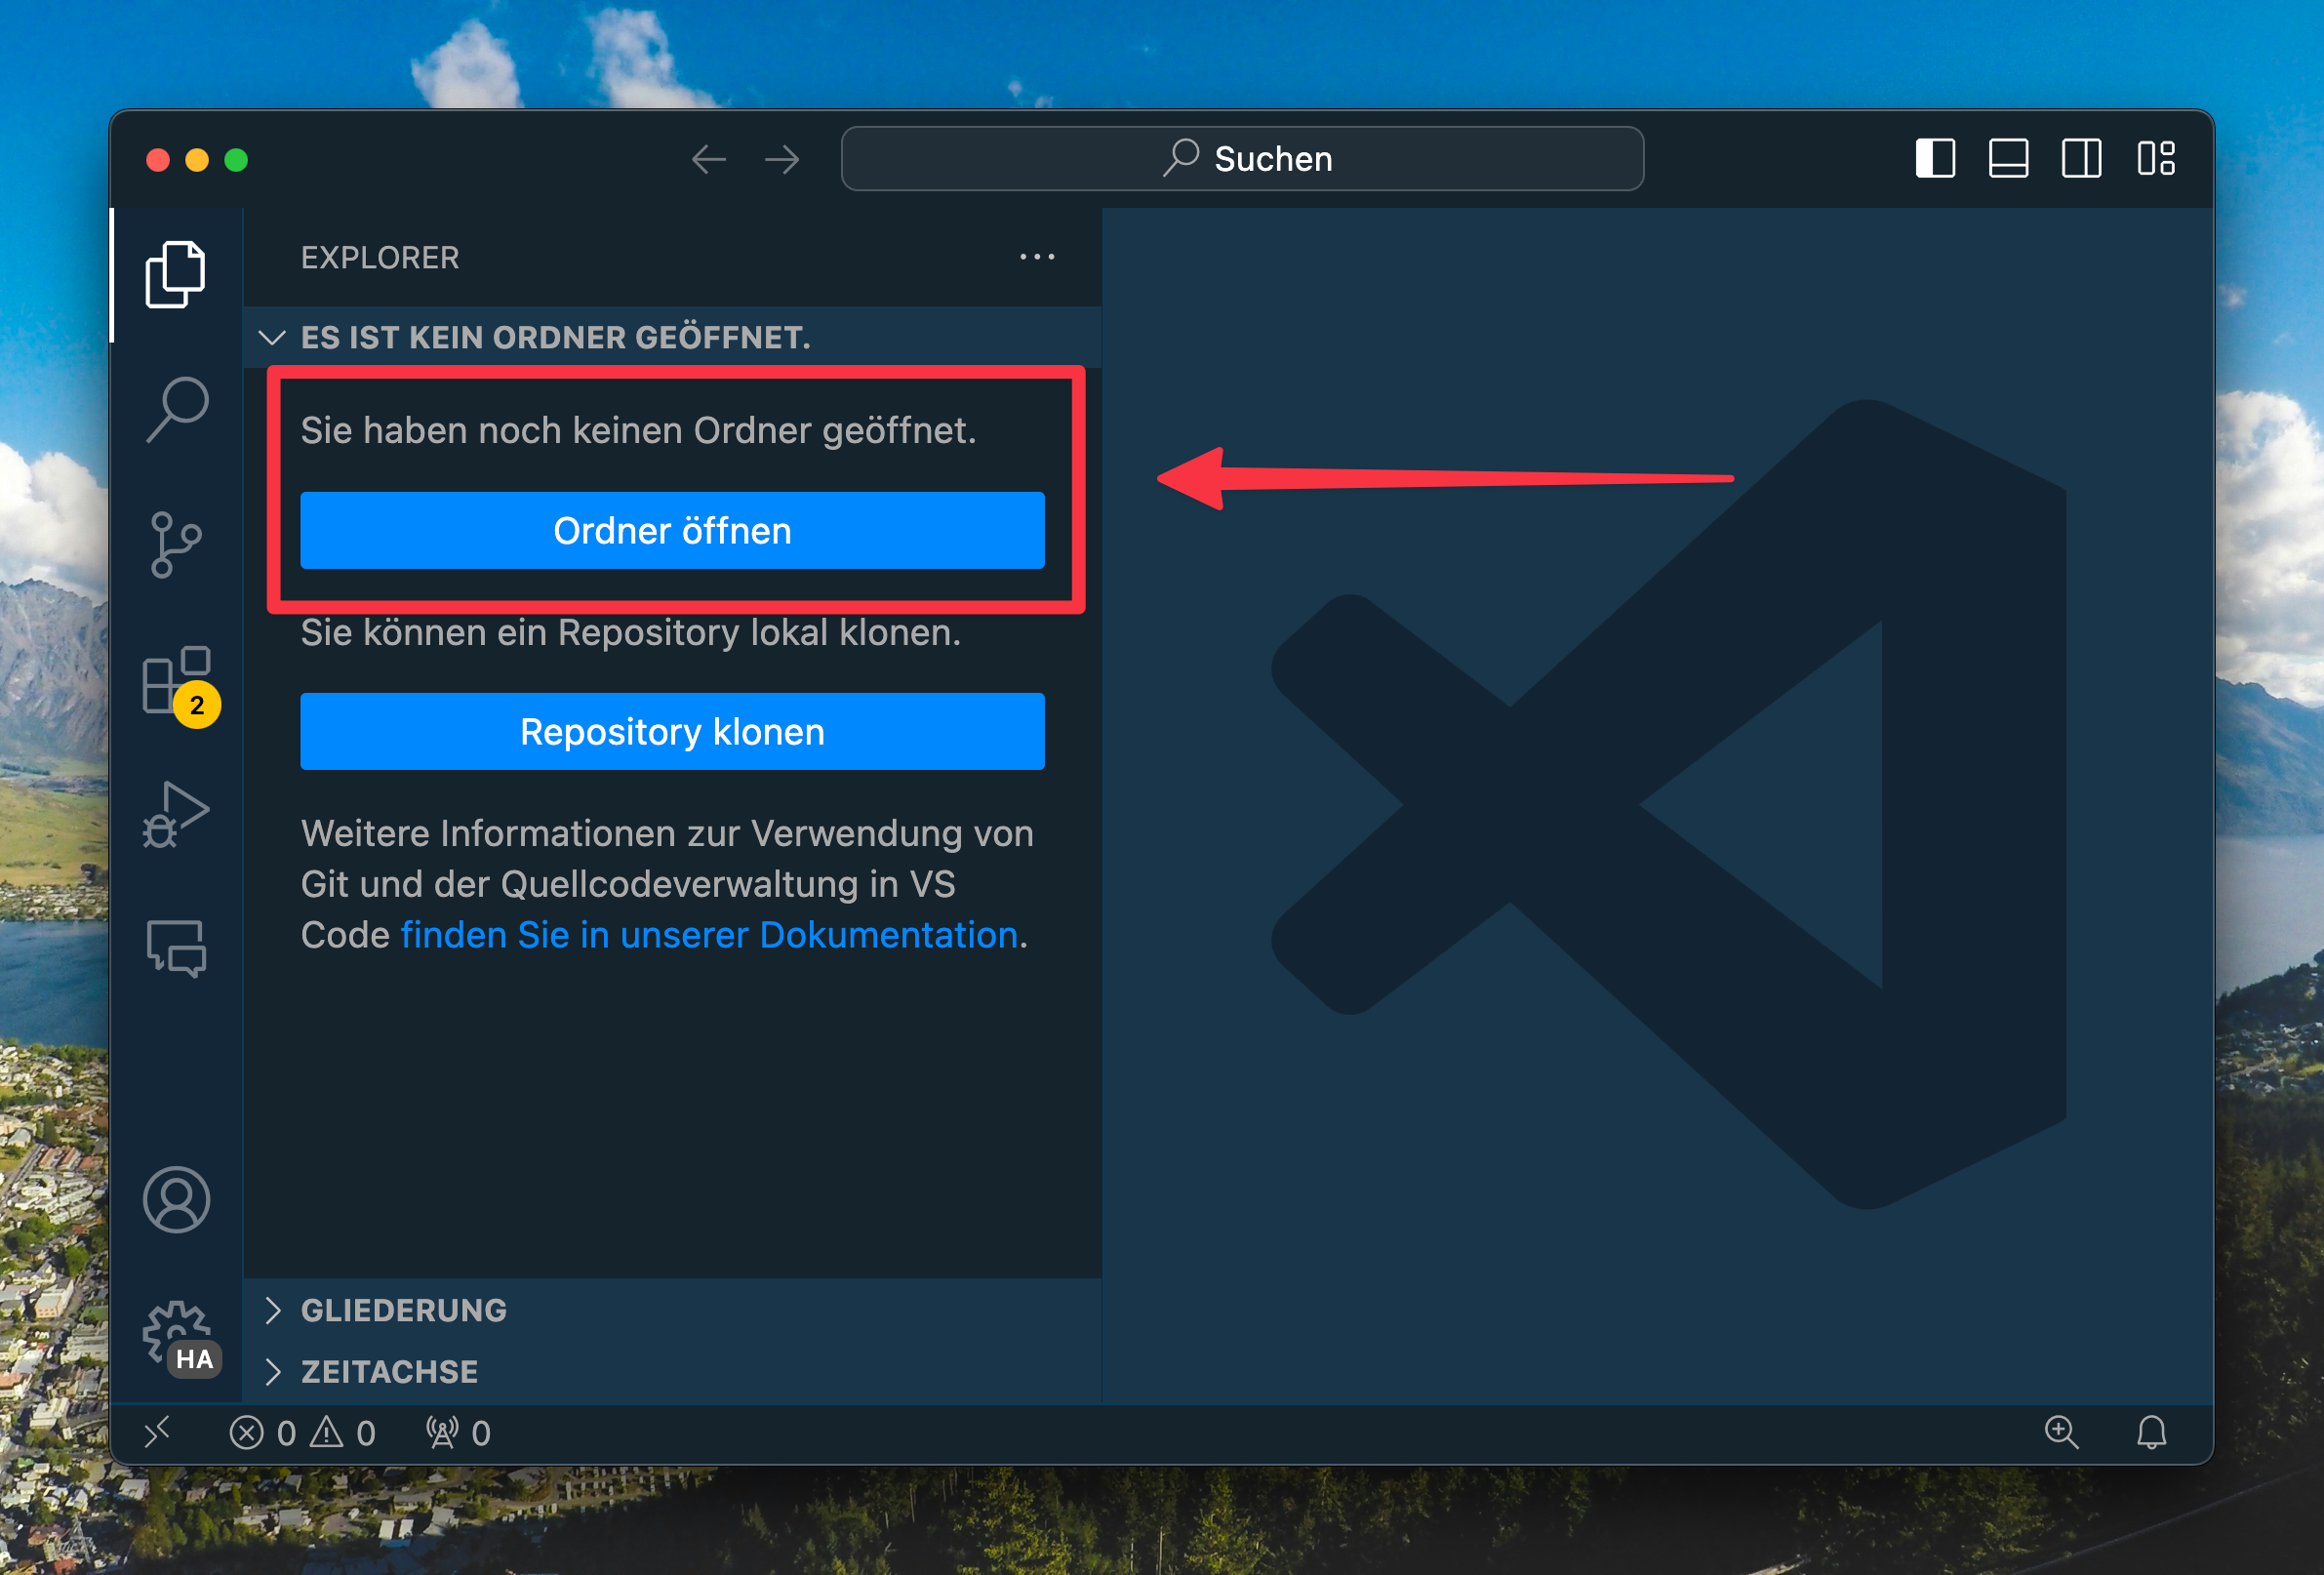 Suchen
EXPLORER
ES IST KEIN ORDNER GEÖFFNET.
Sie haben noch keinen Ordner geöffnet.
Ordner öffnen
Sie können ein Repository lokal klonen.
Repository klonen
Weitere Informationen zur Verwendung von
Git und der Quellcodeverwaltung in VS
Code finden Sie in unserer Dokumentation.
2
GLIEDERUNG
HA
ZEITACHSE
0 0 0